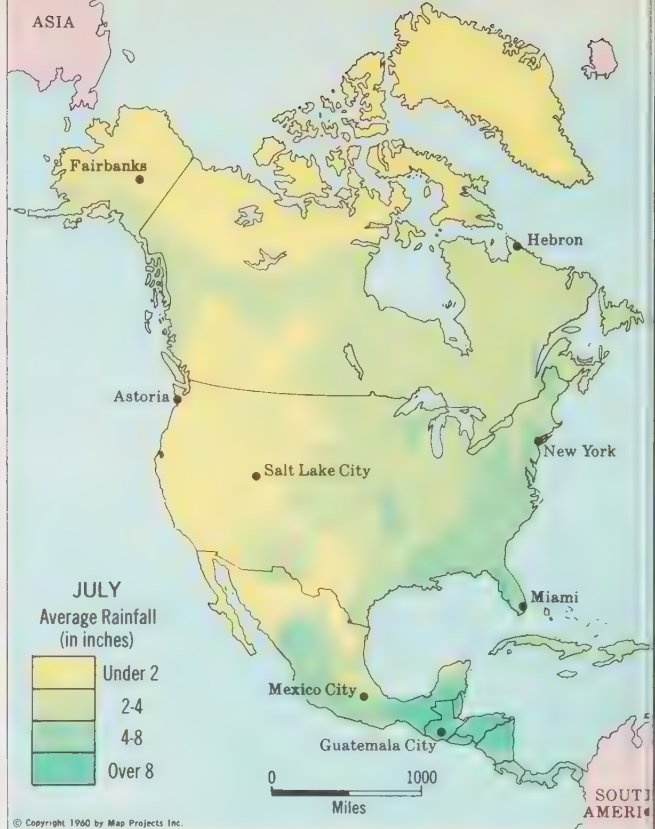 ASIA
Fairbanks
Hebron
Astoria
New York
Salt Lake City
JULY
Average Rainfall
(in inches)
Under 2
2-4
4-8
Over 8
Miami
Mexico City
Guatemala City
0 1000
Miles
SOUTH
AMERI
© Copyright 1960 by Map Projects Inc.